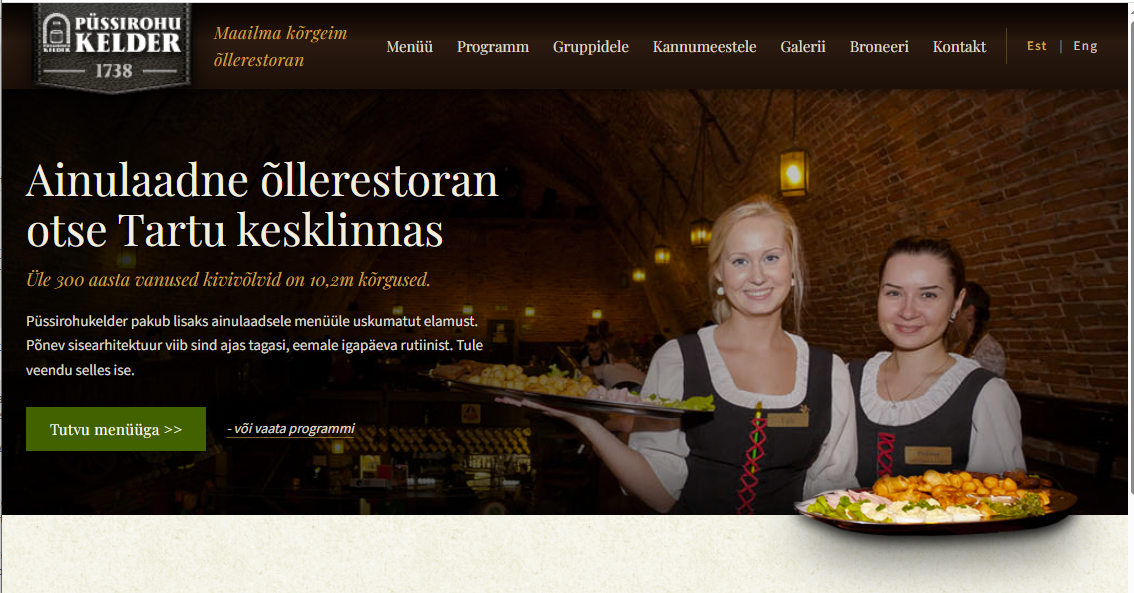 PÜSSIROHU
KELDER
1738
Maailma kõrgeim
õllerestoran
Menüü
Programm
Gruppidele
Kannumeestele
Galerii
Broneeri
Kontakt
Est | Eng
Ainulaadne õllerestoran
otse Tartu kesklinnas
Üle 300 aasta vanused kivivõlvid on 10,2m kõrgused.
Püssirohukelder pakub lisaks ainulaadsele menüüle uskumatut elamust.
Põnev sisearhitektuur viib sind ajas tagasi, eemale igapäeva rutiinist. Tule
veendu selles ise.
Tutvu menüüga >>
- või vaata programmi